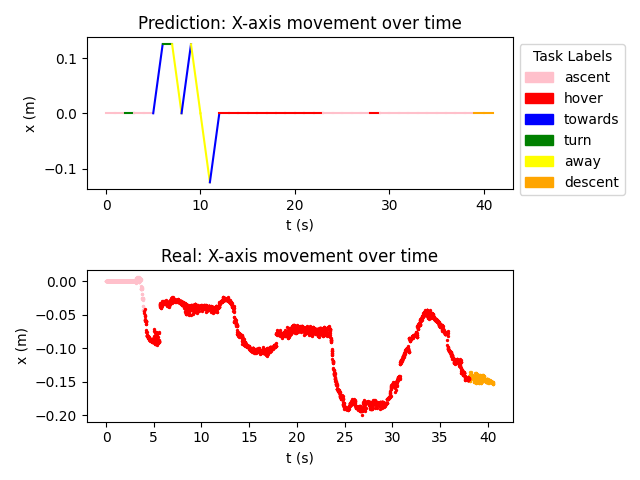 Prediction: X-axis movement over time
x (m)
0.1
0.0
−0.1
0
10
20
30
40
t (s)
Task Labels
ascent
hover
towards
turn
away
descent
Real: X-axis movement over time
x (m)
0.00
−0.05
−0.10
−0.15
−0.20
0
5
10
15
20
25
30
35
40
t (s)